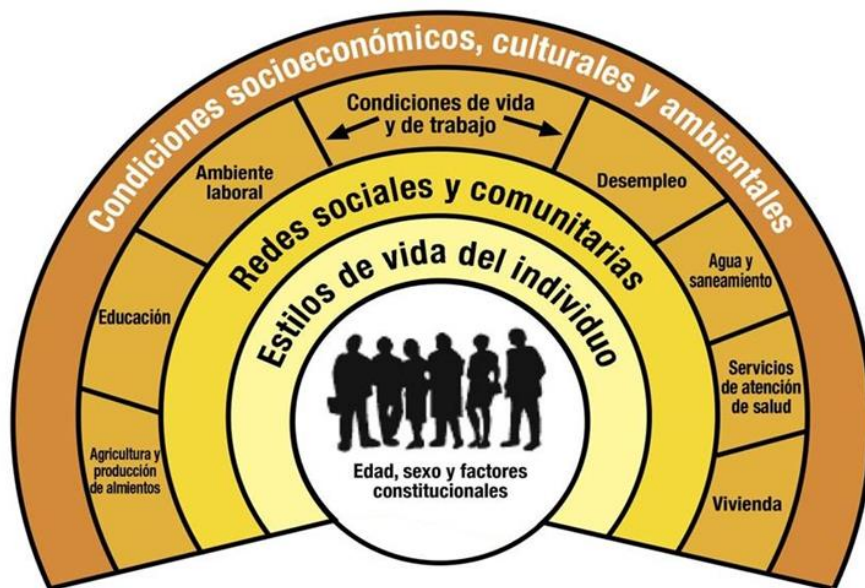 Condiciones socioeconómicos, culturales y ambientales
Condiciones de vida
y de trabajo
Ambiente
laboral
Desempleo
Redes sociales y comunitarias
Agua y
saneamiento
Educación
Estilos de vida del individuo
Servicios
de atención
de salud
Agricultura y
producción
de almientos
Edad, sexo y factores
constitucionales
Vivienda